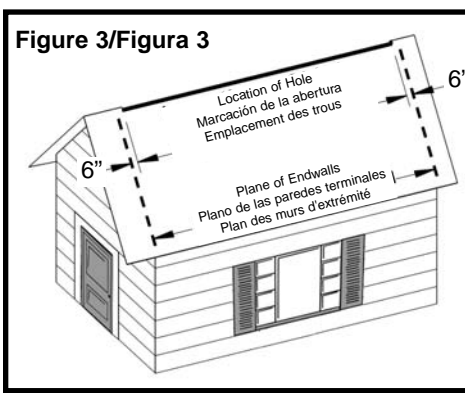 Figure 3/Figura 3
Location of Hole
Marcación de la abertura
Emplacement des trous
6”
6”
Plane of Endwalls
Plano de las paredes terminales
Plan des murs d'extrémité